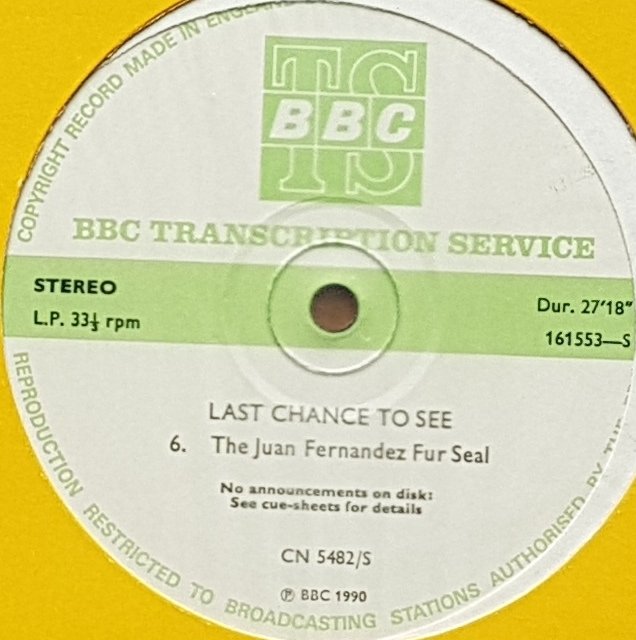 COPYRIGHT RECORD MADE IN ENGLAND
TS
BBC
BBC TRANSCRIPTION SERVICE
STEREO
L.P. 33⅓ rpm
Dur. 27'18"
161553—S
LAST CHANCE TO SEE
6. The Juan Fernandez Fur Seal
No announcements on disk:
See cue-sheets for details
CN 5482/S
℗ BBC 1990
REPRODUCTION RESTRICTED TO BROADCASTING STATIONS AUTHORISED BY THE